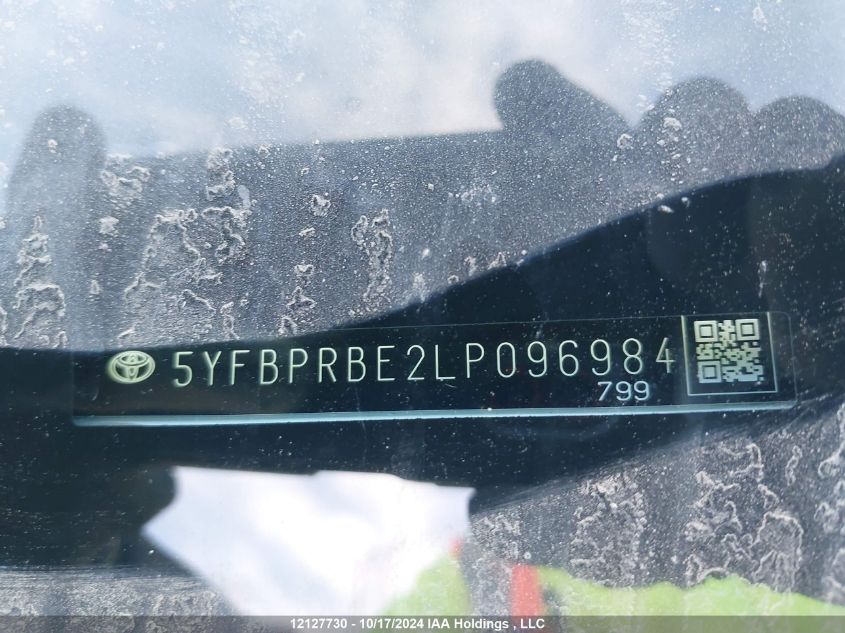 5YFBPRBE2LP096984
799
12127730 - 10/17/2024 IAA Holdings , LLC